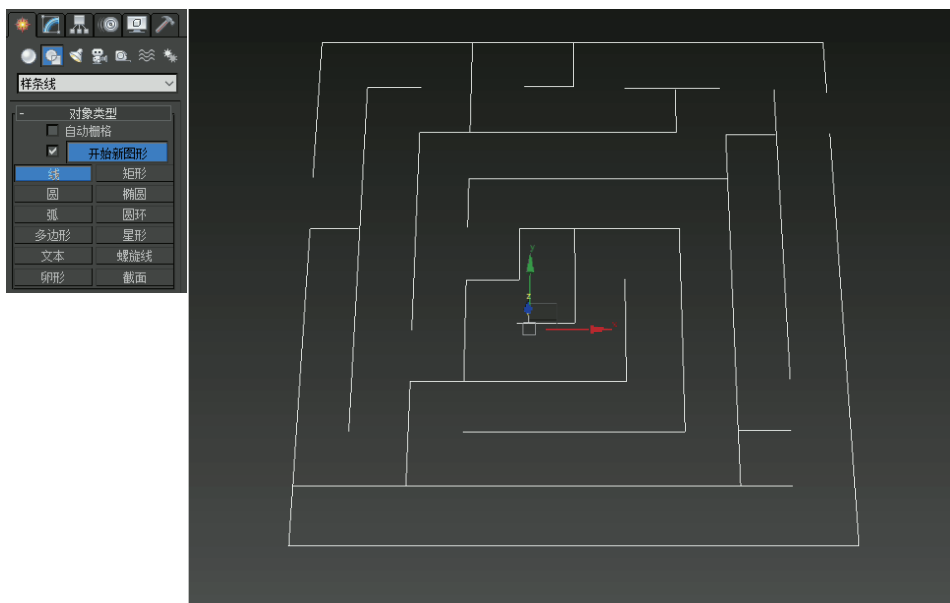 样条线
- 对象类型
自动栅格
开始新图形
线 矩形
圆 椭圆
弧 圆环
多边形 星形
文本 螺旋线
卵形 截面
y
z